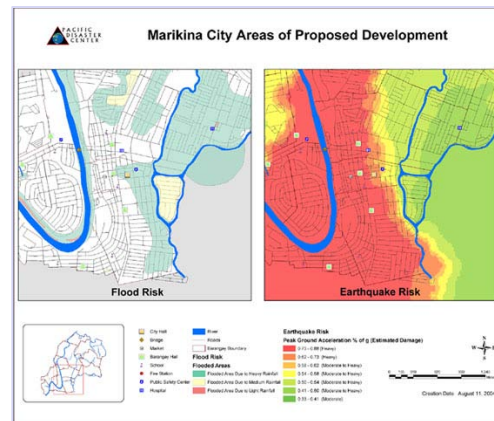 PACIFIC
DISASTER
CENTER
Marikina City Areas of Proposed Development
Flood Risk
Earthquake Risk
City Hall
Bridge
Market
Barangay Hall
School
Fire Station
Public Safety Center
Hospital
River
Roads
Barangay Boundary
Flood Risk
Flooded Areas
Flooded Area Due to Heavy Rainfall
Flooded Area Due to Medium Rainfall
Flooded Area Due to Light Rainfall
Earthquake Risk
Peak Ground Acceleration % of g (Estimated Damage)
(Heavy)
(Heavy)
(Moderate to Heavy)
(Moderate to Heavy)
(Moderate to Heavy)
(Moderate to Heavy)
(Moderate)
Creation Date August 11, 200